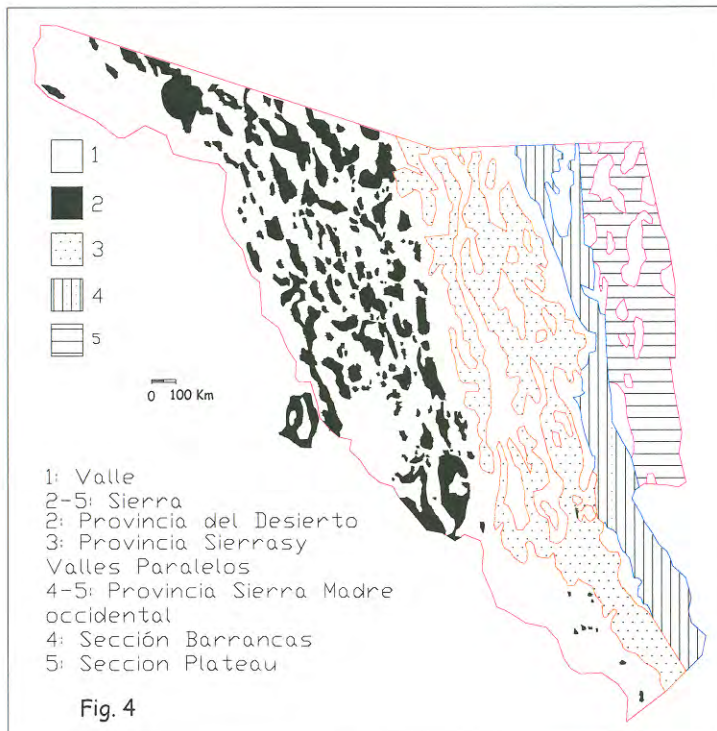 1
2
3
4
5
0 100 Km
1: Valle
2-5: Sierra
2: Provincia del Desierto
3: Provincia Sierrasy
Valles Paralelos
4-5: Provincia Sierra Madre
occidental
4: Sección Barrancas
5: Seccion Plateau
Fig. 4